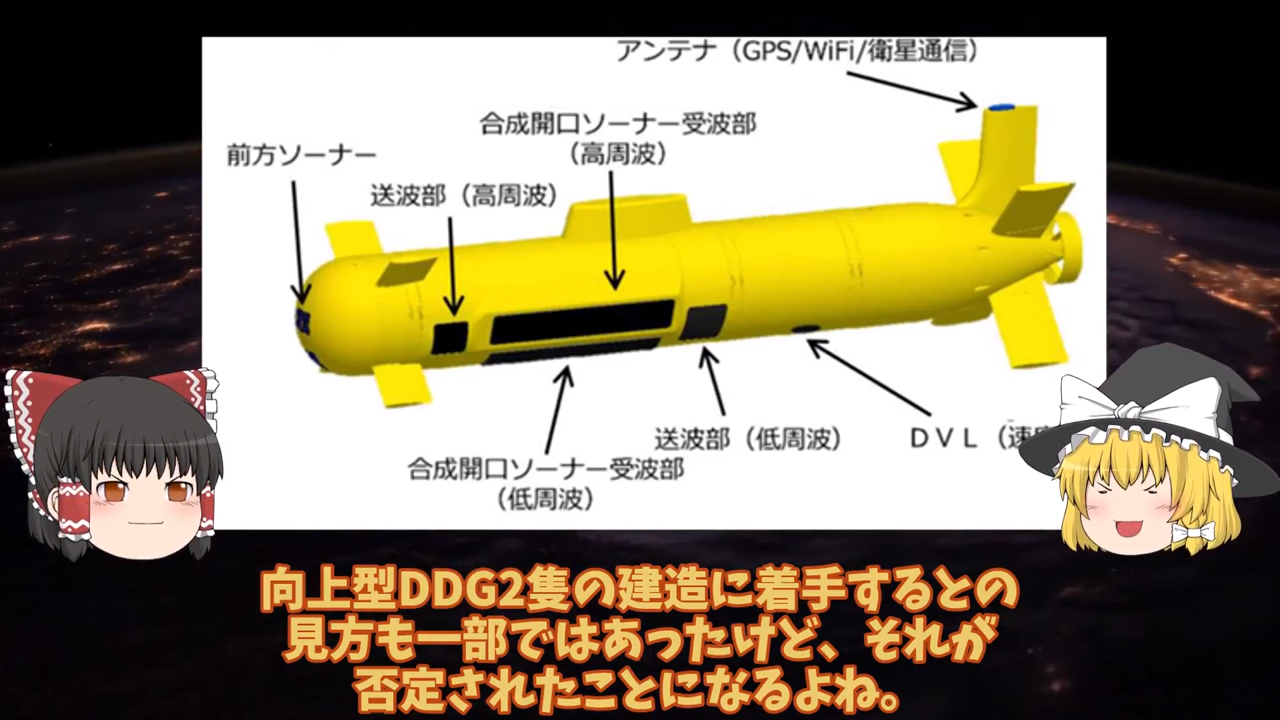 アンテナ（GPS/WiFi/衛星通信）
合成開口ソーナー受波部
（高周波）
前方ソーナー
送波部（高周波）
送波部（低周波）
ＤＶＬ（速
合成開口ソーナー受波部
（低周波）
向上型DDG2隻の建造に着手するとの
見方も一部ではあったけど、それが
否定されたことになるよね。